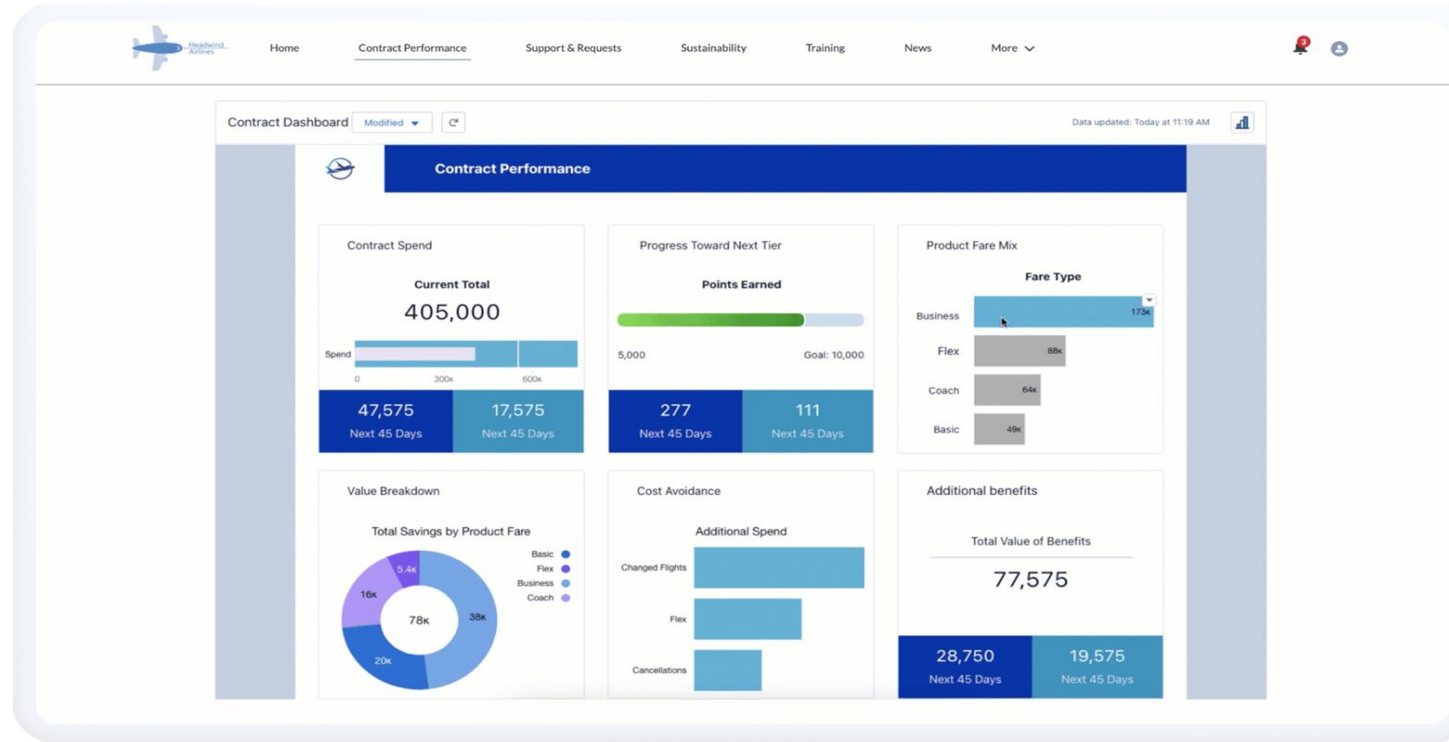 Headwind Airlines
Home
Contract Performance
Support & Requests
Sustainability
Training
News
More
3
Contract Dashboard
Modified
Data updated: Today at 11:19 AM
Contract Performance
Contract Spend
Current Total
405,000
Spend
0 300K 600K
47,575 17,575
Next 45 Days Next 45 Days
Progress Toward Next Tier
Points Earned
5,000 Goal: 10,000
277 111
Next 45 Days Next 45 Days
Product Fare Mix
Fare Type
Business 173K
Flex 88K
Coach 64K
Basic 49K
Value Breakdown
Total Savings by Product Fare
Basic
Flex
Business
Coach
5.4K
16K
78K
38K
20K
Cost Avoidance
Additional Spend
Changed Flights
Flex
Cancellations
Additional benefits
Total Value of Benefits
77,575
28,750 19,575
Next 45 Days Next 45 Days